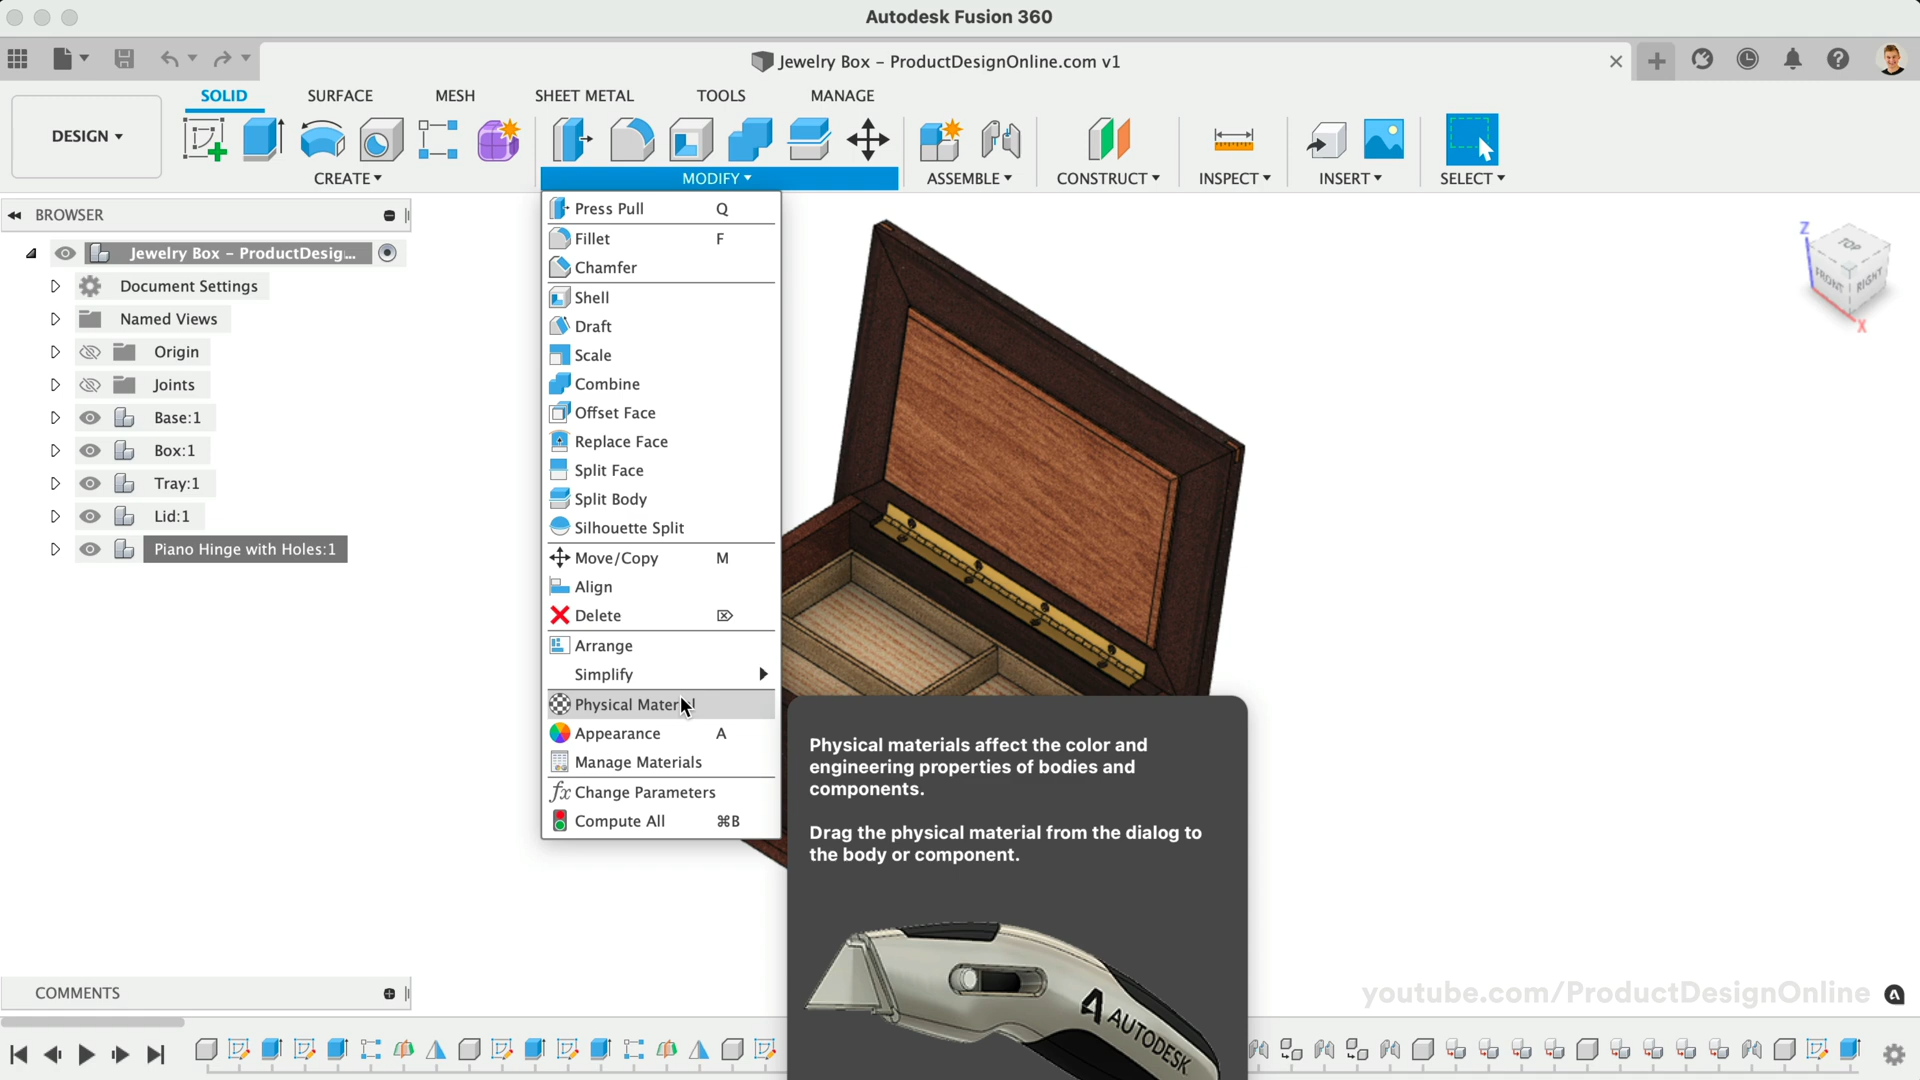 Autodesk Fusion 360
Jewelry Box – ProductDesignOnline.com v1
SOLID
SURFACE
MESH
SHEET METAL
TOOLS
MANAGE
DESIGN
CREATE
MODIFY
ASSEMBLE
CONSTRUCT
INSPECT
INSERT
SELECT
BROWSER
Jewelry Box – ProductDesig...
Document Settings
Named Views
Origin
Joints
Base:1
Box:1
Tray:1
Lid:1
Piano Hinge with Holes:1
Press Pull Q
Fillet F
Chamfer
Shell
Draft
Scale
Combine
Offset Face
Replace Face
Split Face
Split Body
Silhouette Split
Move/Copy M
Align
Delete
Arrange
Simplify
Physical Material
Appearance A
Manage Materials
fx Change Parameters
Compute All ⌘B
Z
TOP
FRONT
RIGHT
X
Physical materials affect the color and
engineering properties of bodies and
components.
Drag the physical material from the dialog to
the body or component.
AUTODESK
COMMENTS
youtube.com/ProductDesignOnline